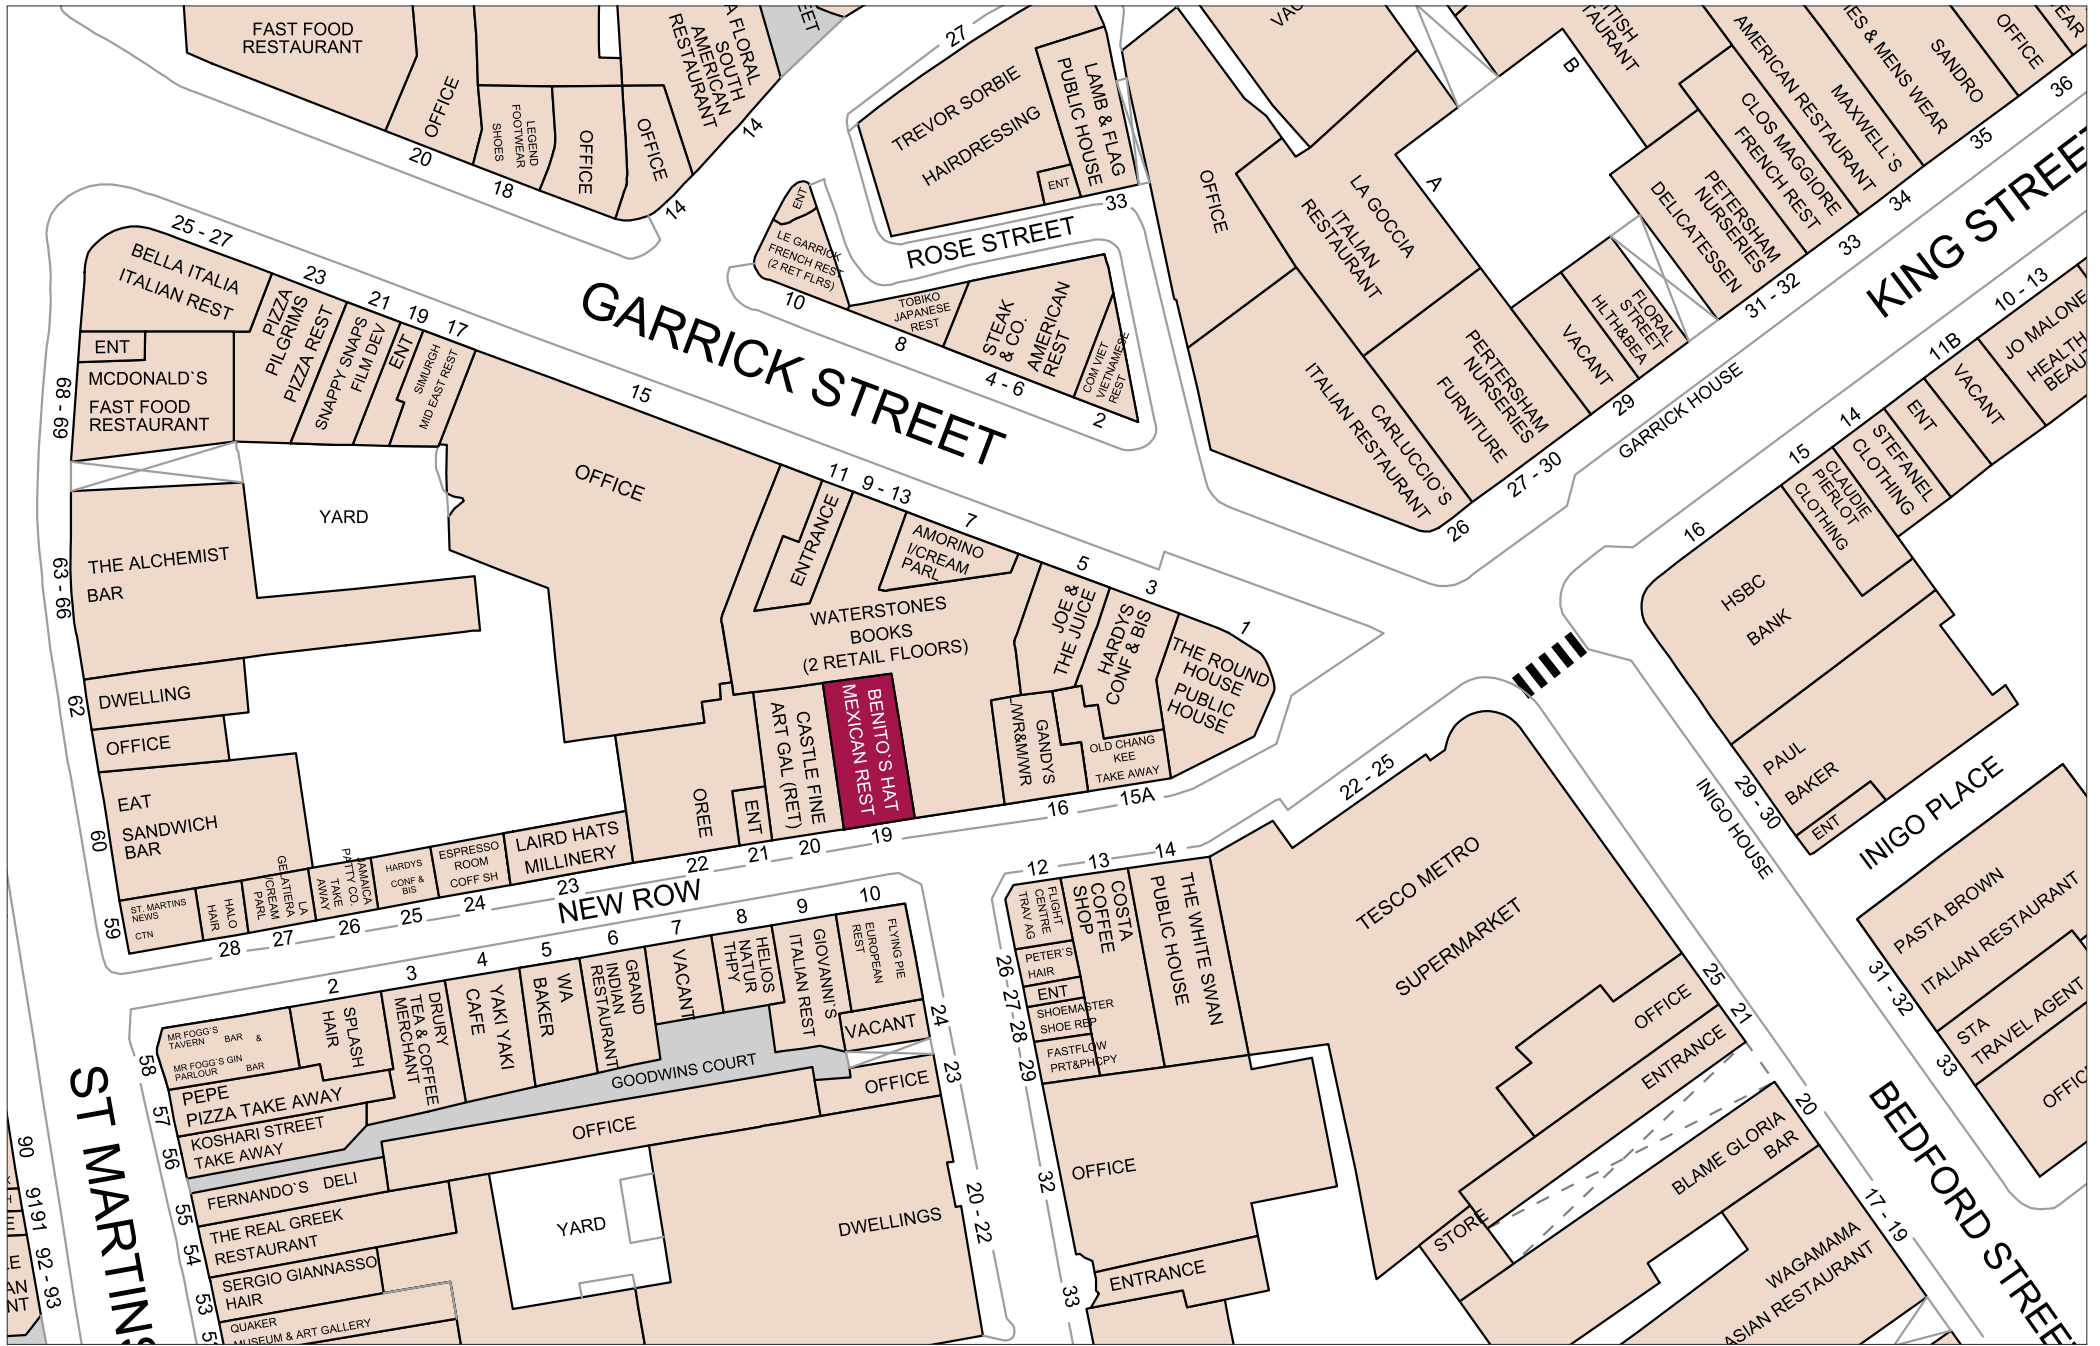 FAST FOOD
RESTAURANT
OFFICE
20
LEGEND
FOOTWEAR
SHOES
18
OFFICE
OFFICE
14
14
FLORAL
SOUTH
AMERICAN
RESTAURANT
27
TREVOR SORBIE
HAIRDRESSING
LAMB & FLAG
PUBLIC HOUSE
ENT
33
ROSE STREET
ENT
LE GARRICK
FRENCH REST
(2 RET FLRS)
10
TOBIKO
JAPANESE
REST
8
STEAK
& CO.
AMERICAN
REST
4 - 6
COM VIET
VIETNAMESE
REST
2
GARRICK STREET
OFFICE
LA GOCCIA
ITALIAN
RESTAURANT
A
B
CARLUCCIO`S
ITALIAN RESTAURANT
26
PERTERSHAM
NURSERIES
FURNITURE
27 - 30
VACANT
29
FLORAL
STREET
HLTH&BEA
GARRICK HOUSE
PETERSHAM
NURSERIES
DELICATESSEN
31 - 32
CLOS MAGGIORE
FRENCH REST
33
MAXWELL`S
AMERICAN RESTAURANT
34
& MENS WEAR
35
SANDRO
OFFICE
36
KING STREET
10 - 13
JO MALONE
HEALTH
11B
VACANT
ENT
14
STEFANEL
CLOTHING
15
CLAUDIE
PIERLOT
CLOTHING
16
HSBC
BANK
PAUL
BAKER
ENT
29 - 30
INIGO HOUSE
INIGO PLACE
PASTA BROWN
ITALIAN RESTAURANT
31 - 32
STA
TRAVEL AGENT
33
BEDFORD STREET
25 - 27
BELLA ITALIA
ITALIAN REST
23
PIZZA
PILGRIMS
PIZZA REST
21
SNAPPY SNAPS
FILM DEV
19
ENT
17
SIMURGH
MID EAST REST
15
OFFICE
ENT
MCDONALD`S
FAST FOOD
RESTAURANT
68 - 69
YARD
THE ALCHEMIST
BAR
63 - 66
DWELLING
62
OFFICE
EAT
SANDWICH
BAR
60
ST. MARTINS
NEWS
CTN
59
HALO
HAIR
28
LA
GELATIERA
I/CREAM
PARL
27
JAMAICA
PATTY CO.
TAKE
AWAY
26
HARDYS
CONF &
BIS
25
ESPRESSO
ROOM
COFF SH
24
LAIRD HATS
MILLINERY
23
OREE
22
ENT
21
CASTLE FINE
ART GAL (RET)
20
BENITO`S HAT
MEXICAN REST
19
11
ENTRANCE
9 - 13
WATERSTONES
BOOKS
(2 RETAIL FLOORS)
7
AMORINO
I/CREAM
PARL
5
JOE &
THE JUICE
3
HARDYS
CONF & BIS
1
THE ROUND
HOUSE
PUBLIC
HOUSE
GANDYS
L/WR&M/WR
16
OLD CHANG
KEE
TAKE AWAY
15A
NEW ROW
MR FOGG`S
TAVERN BAR &
MR FOGG`S GIN
PARLOUR BAR
58
2
SPLASH
HAIR
3
DRURY
TEA & COFFEE
MERCHANT
4
YAKI YAKI
CAFE
5
WA
BAKER
6
GRAND
INDIAN
RESTAURANT
7
VACANT
8
HELIOS
NATUR
THPY
9
GIOVANNI`S
ITALIAN REST
10
FLYING PIE
EUROPEAN
REST
VACANT
24
GOODWINS COURT
OFFICE
23
PEPE
PIZZA TAKE AWAY
57
KOSHARI STREET
TAKE AWAY
56
OFFICE
FERNANDO`S DELI
55
THE REAL GREEK
RESTAURANT
54
SERGIO GIANNASSO
HAIR
53
QUAKER
MUSEUM & ART GALLERY
YARD
DWELLINGS
20 - 22
ST MARTINS
90
9191
92 - 93
12
FLIGHT
CENTRE
TRAV AG
13
COSTA
COFFEE
SHOP
14
THE WHITE SWAN
PUBLIC HOUSE
PETER`S
HAIR
26
ENT
27
SHOEMASTER
SHOE REP
28
FASTFLOW
PRT&PHCPY
29
OFFICE
32
ENTRANCE
33
22 - 25
TESCO METRO
SUPERMARKET
25
OFFICE
21
ENTRANCE
20
STORE
BLAME GLORIA
BAR
17 - 19
WAGAMAMA
ASIAN RESTAURANT